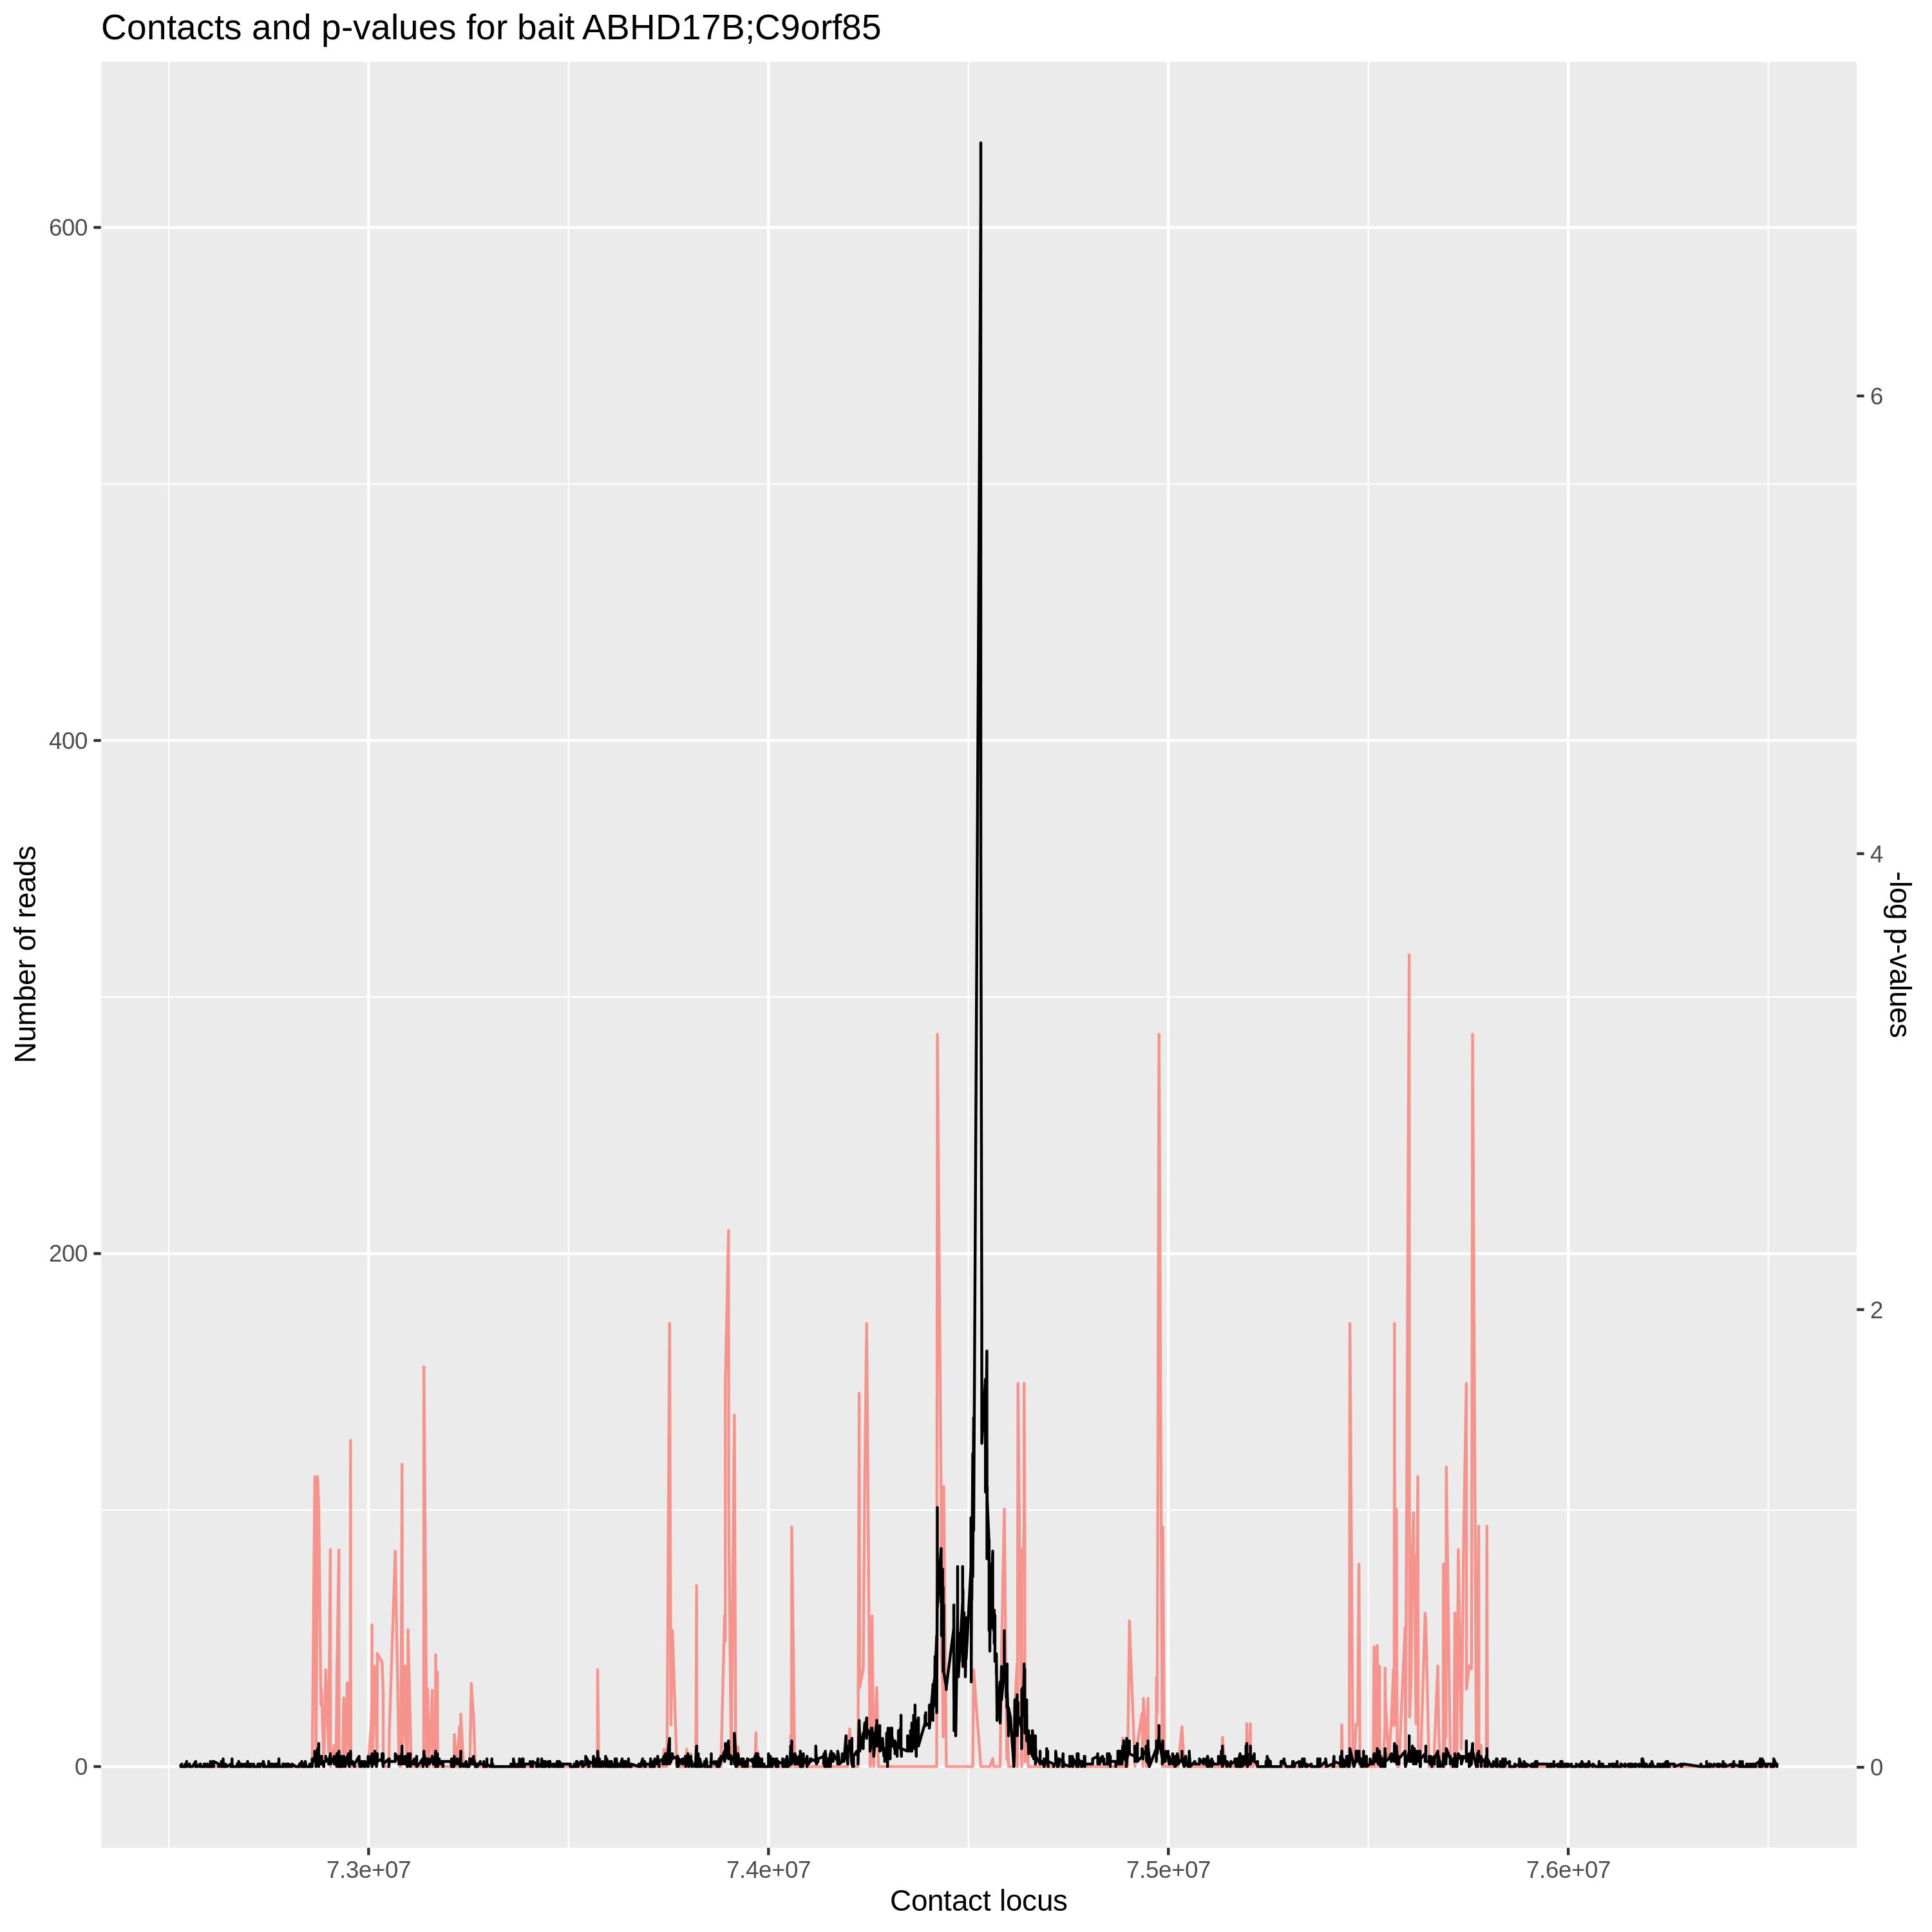 Contacts and p-values for bait ABHD17B;C9orf85
600
400
200
0
Number of reads
6
4
2
0
-log p-values
7.3e+07
7.4e+07
7.5e+07
7.6e+07
Contact locus